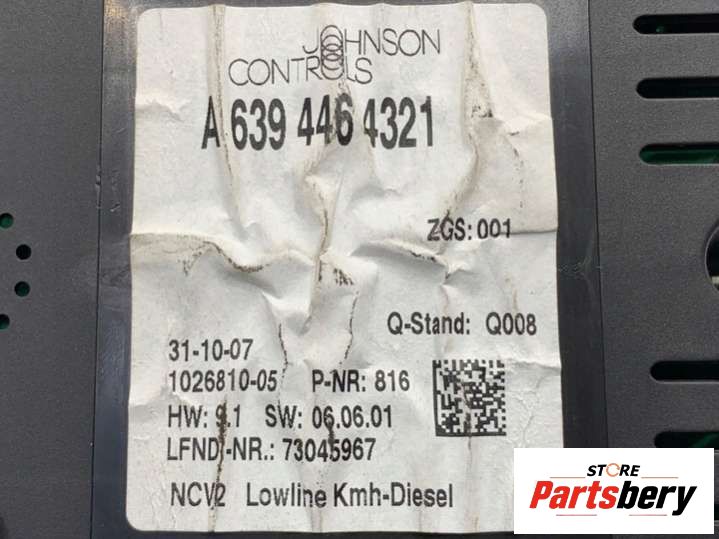 JOHNSON
CONTROLS
A 639 446 4321
ZGS: 001
Q-Stand: Q008
31-10-07
1026810-05 P-NR: 816
HW: 9.1 SW: 06.06.01
LFND-NR.: 73045967
NCV2 Lowline Kmh-Diesel
STORE
Partsbery